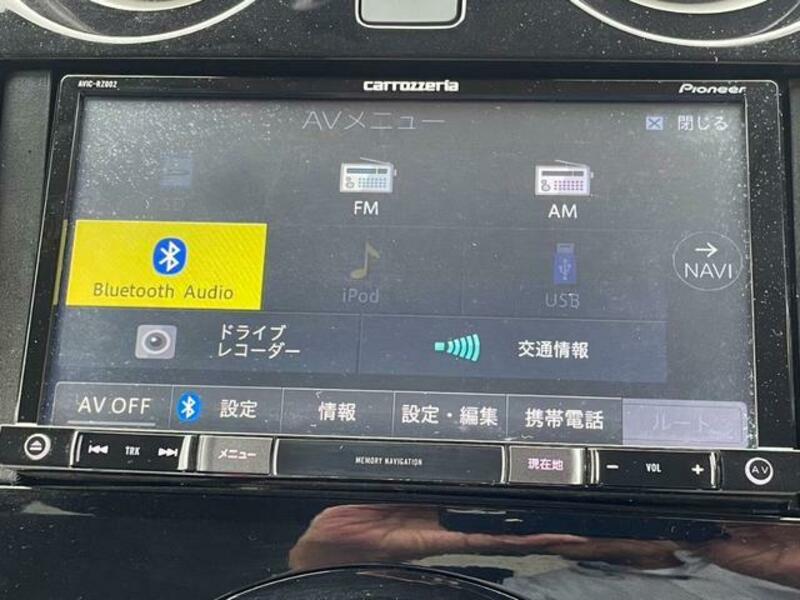 AVIC-RZ002
carrozzeria
Pioneer
AVメニュー
閉じる
SD
FM
AM
Bluetooth Audio
iPod
USB
NAVI
ドライブ
レコーダー
交通情報
AV OFF
設定
情報
設定・編集
携帯電話
ルート
TRK
メニュー
MEMORY NAVIGATION
現在地
− VOL +
AV